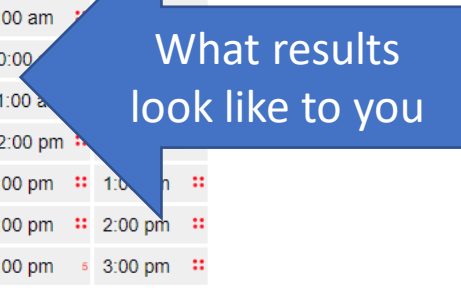 :00 am
What results
0:00
look like to you
1:00 a
2:00 pm
:00 pm 1:0
:00 pm 2:00 pm
:00 pm 5 3:00 pm